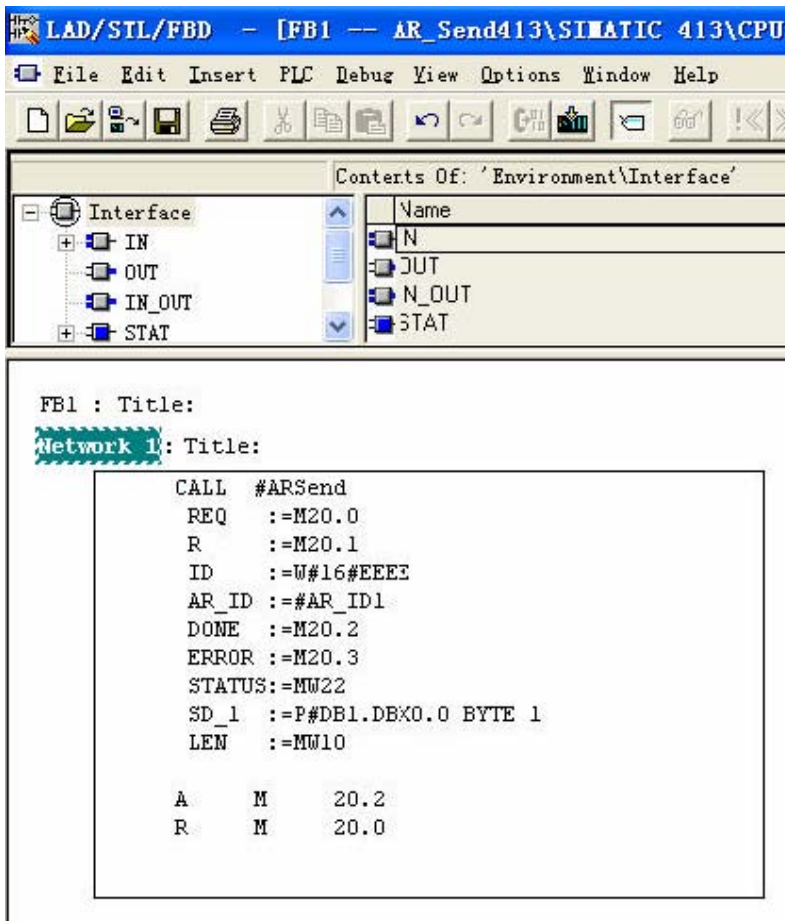 LAD/STL/FBD - [FB1 -- AR_Send413\SIMATIC 413\CPU
File Edit Insert PLC Debug View Options Window Help
Contents Of: 'Environment\Interface'
Interface
IN
OUT
IN_OUT
STAT
Name
N
OUT
N_OUT
STAT
FB1 : Title:
Network 1: Title:
CALL #ARSend
REQ :=M20.0
R :=M20.1
ID :=W#16#EEEE
AR_ID :=#AR_ID1
DONE :=M20.2
ERROR :=M20.3
STATUS:=MW22
SD_1 :=P#DB1.DBX0.0 BYTE 1
LEN :=MW10
A M 20.2
R M 20.0